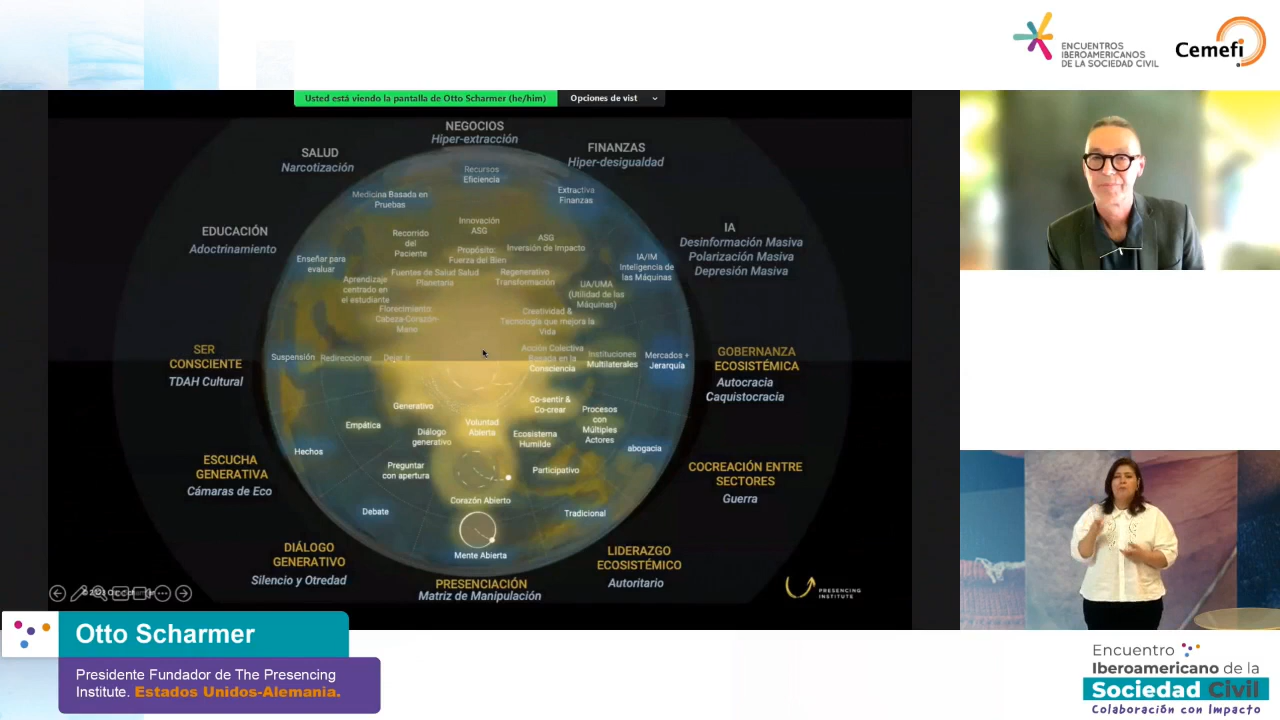 ENCUENTROS
IBEROAMERICANOS
DE LA SOCIEDAD CIVIL
Cemefi
Usted está viendo la pantalla de Otto Scharmer (he/him)
Opciones de vist
NEGOCIOS
Hiper-extracción
SALUD
Narcotización
FINANZAS
Hiper-desigualdad
Recursos
Eficiencia
Medicina Basada en
Pruebas
Extractiva
Finanzas
EDUCACIÓN
Adoctrinamiento
IA
Desinformación Masiva
Polarización Masiva
Depresión Masiva
Innovación
ASG
Recorrido
del
Paciente
ASG
Inversión de Impacto
Propósito:
Fuerza del Bien
Enseñar para
evaluar
IA/IM
Inteligencia de
las Máquinas
Fuentes de Salud Salud
Planetaria
Regenerativo
Transformación
Aprendizaje
centrado en
el estudiante
UA/UMA
(Utilidad de las
Máquinas)
Florecimiento:
Cabeza-Corazón-
Mano
Creatividad &
Tecnología que mejora la
Vida
SER
CONSCIENTE
TDAH Cultural
Suspensión
Redireccionar
Dejar ir
Acción Colectiva
Basada en la
Consciencia
Instituciones
Multilaterales
Mercados +
Jerarquía
GOBERNANZA
ECOSISTÉMICA
Autocracia
Caquistocracia
Generativo
Co-sentir &
Co-crear
Procesos
con
Múltiples
Actores
Empática
Voluntad
Abierta
Diálogo
generativo
Ecosistema
Humilde
Hechos
abogacia
ESCUCHA
GENERATIVA
Cámaras de Eco
Preguntar
con apertura
Participativo
COCREACIÓN ENTRE
SECTORES
Guerra
Corazón Abierto
Debate
Tradicional
Mente Abierta
DIÁLOGO
GENERATIVO
Silencio y Otredad
PRESENCIACIÓN
Matriz de Manipulación
LIDERAZGO
ECOSISTÉMICO
Autoritario
PRESENCING
INSTITUTE
Otto Scharmer
Presidente Fundador de The Presencing
Institute. Estados Unidos-Alemania.
Encuentro
Iberoamericano de la
Sociedad Civil
Colaboración con Impacto